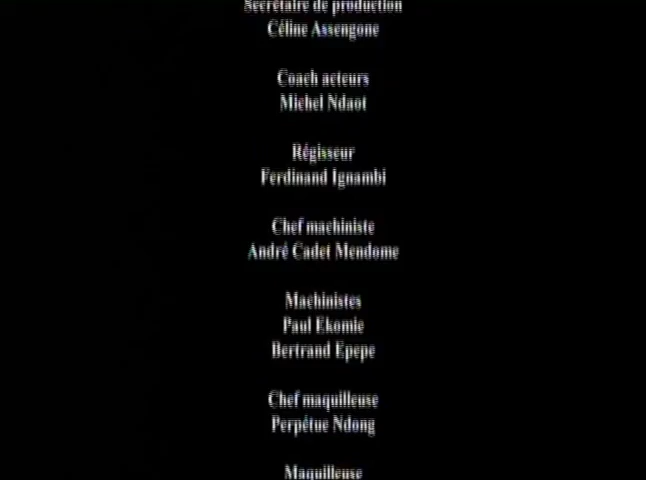 Secrétaire de production
Céline Assengone
Coach acteurs
Michel Ndaot
Régisseur
Ferdinand Ignambi
Chef machiniste
André Cadet Mendome
Machinistes
Paul Ekomie
Bertrand Epepe
Chef maquilleuse
Perpétue Ndong
Maquilleuse